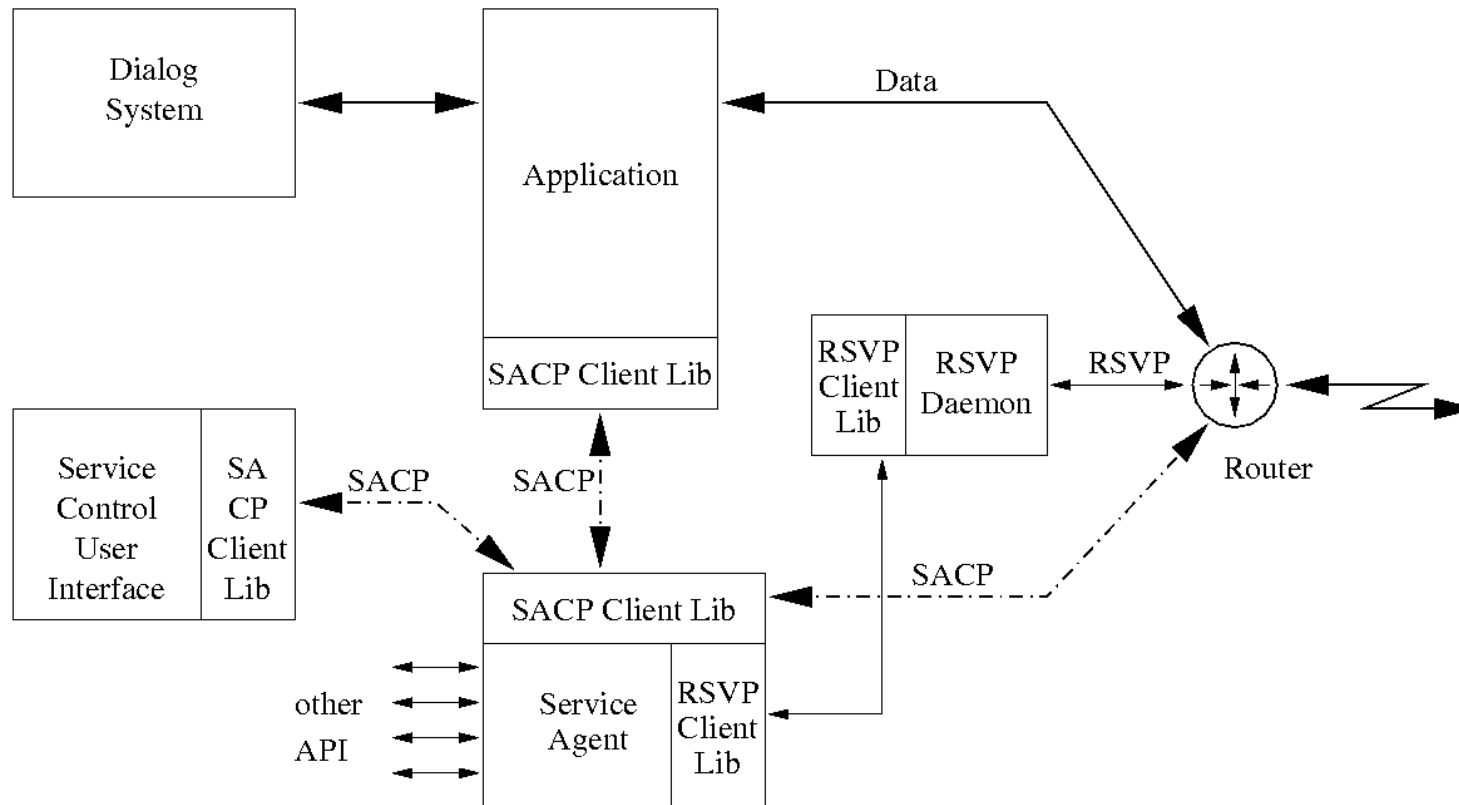 Dialog
System
Application
SACP Client Lib
Data
RSVP
Client
Lib
RSVP
Daemon
RSVP
Router
Service
Control
User
Interface
SA
CP
Client
Lib
SACP
SACP
SACP
SACP Client Lib
Service
Agent
RSVP
Client
Lib
other
API